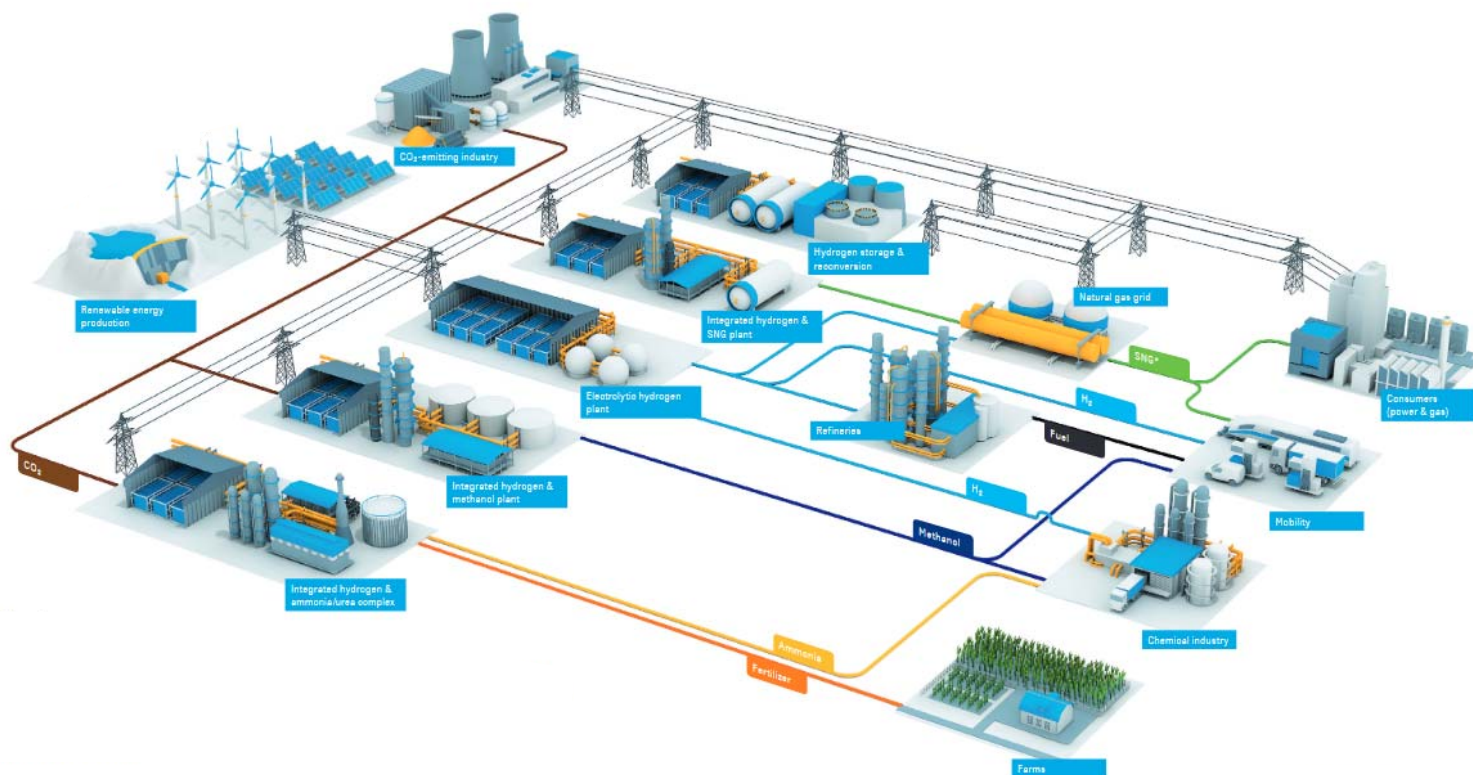 CO₂-emitting industry
Renewable energy
production
Hydrogen storage &
reconversion
Natural gas grid
Integrated hydrogen &
SNG plant
SNG*
Consumers
(power & gas)
Electrolytic hydrogen
plant
Refineries
H₂
Fuel
Mobility
CO₂
Integrated hydrogen &
methanol plant
H₂
Methanol
Chemical industry
Integrated hydrogen &
ammonia/urea complex
Ammonia
Fertilizer
Farms